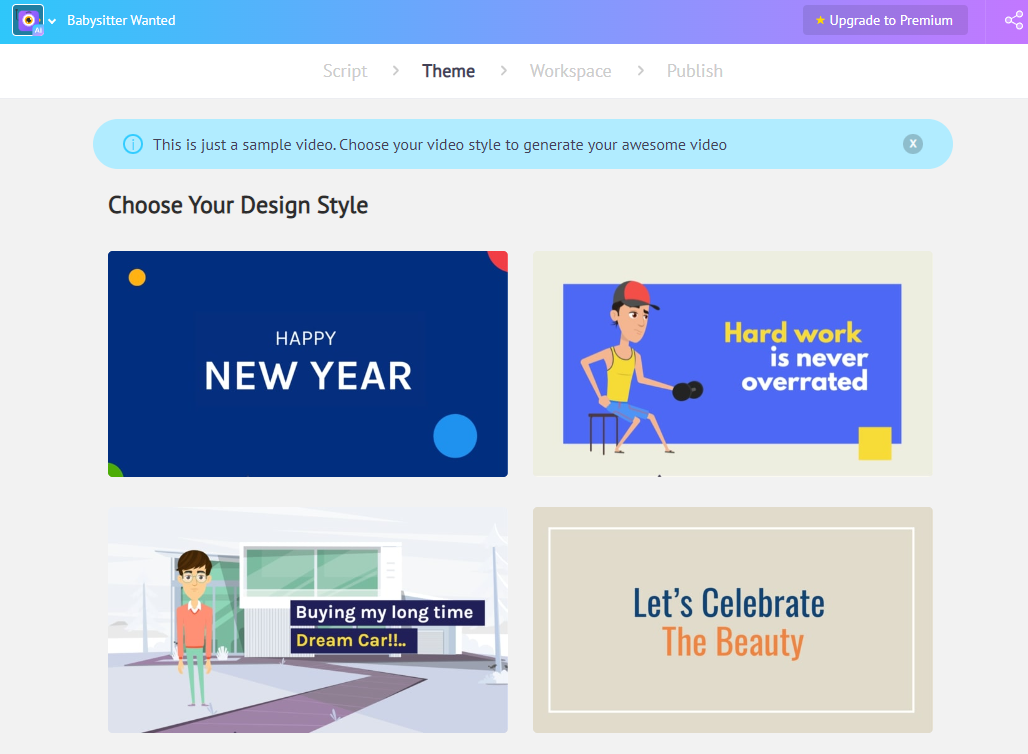 AI
Babysitter Wanted
Upgrade to Premium
Script > Theme > Workspace > Publish
This is just a sample video. Choose your video style to generate your awesome video
X
Choose Your Design Style
HAPPY
NEW YEAR
Hard work
is never
overrated
Buying my long time
Dream Car!!..
Let's Celebrate
The Beauty